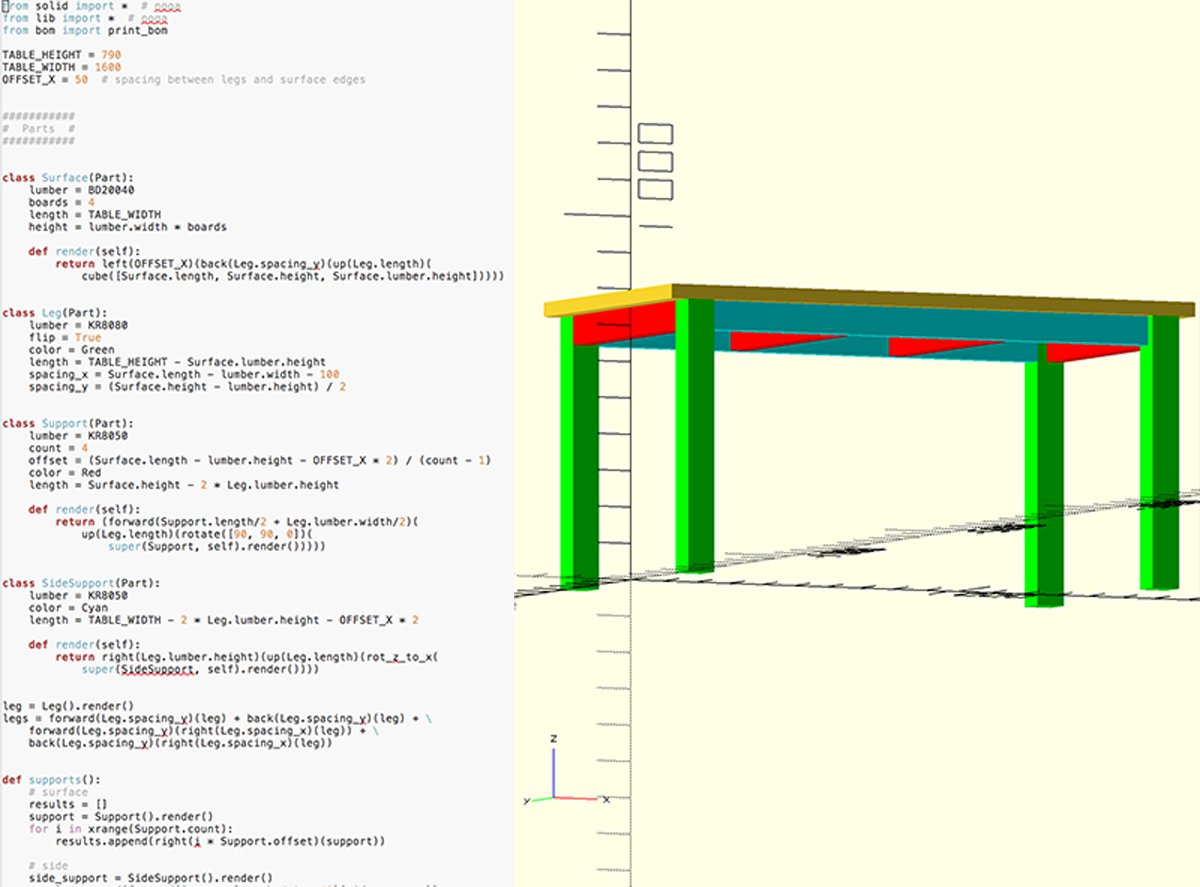 from solid import *  # noqa
from lib import *  # noqa
from bom import print_bom

TABLE_HEIGHT = 790
TABLE_WIDTH = 1600
OFFSET_X = 50  # spacing between legs and surface edges


###########
#  Parts  #
###########


class Surface(Part):
    lumber = BD20040
    boards = 4
    length = TABLE_WIDTH
    height = lumber.width * boards

    def render(self):
        return left(OFFSET_X)(back(Leg.spacing_y)(up(Leg.length)(
            cube([Surface.length, Surface.height, Surface.lumber.height]))))


class Leg(Part):
    lumber = KR8080
    flip = True
    color = Green
    length = TABLE_HEIGHT - Surface.lumber.height
    spacing_x = Surface.length - lumber.width - 100
    spacing_y = (Surface.height - lumber.height) / 2


class Support(Part):
    lumber = KR8050
    count = 4
    offset = (Surface.length - lumber.height - OFFSET_X * 2) / (count - 1)
    color = Red
    length = Surface.height - 2 * Leg.lumber.height

    def render(self):
        return (forward(Support.length/2 + Leg.lumber.width/2)(
            up(Leg.length)(rotate([90, 90, 0])(
                super(Support, self).render()))))


class SideSupport(Part):
    lumber = KR8050
    color = Cyan
    length = TABLE_WIDTH - 2 * Leg.lumber.height - OFFSET_X * 2

    def render(self):
        return right(Leg.lumber.height)(up(Leg.length)(rot_z_to_x(
            super(SideSupport, self).render())))


leg = Leg().render()
legs = forward(Leg.spacing_y)(leg) + back(Leg.spacing_y)(leg) + \
    forward(Leg.spacing_y)(right(Leg.spacing_x)(leg)) + \
    back(Leg.spacing_y)(right(Leg.spacing_x)(leg))


def supports():
    # surface
    results = []
    support = Support().render()
    for i in xrange(Support.count):
        results.append(right(i * Support.offset)(support))

    # side
    side_support = SideSupport().render()
z
y
x